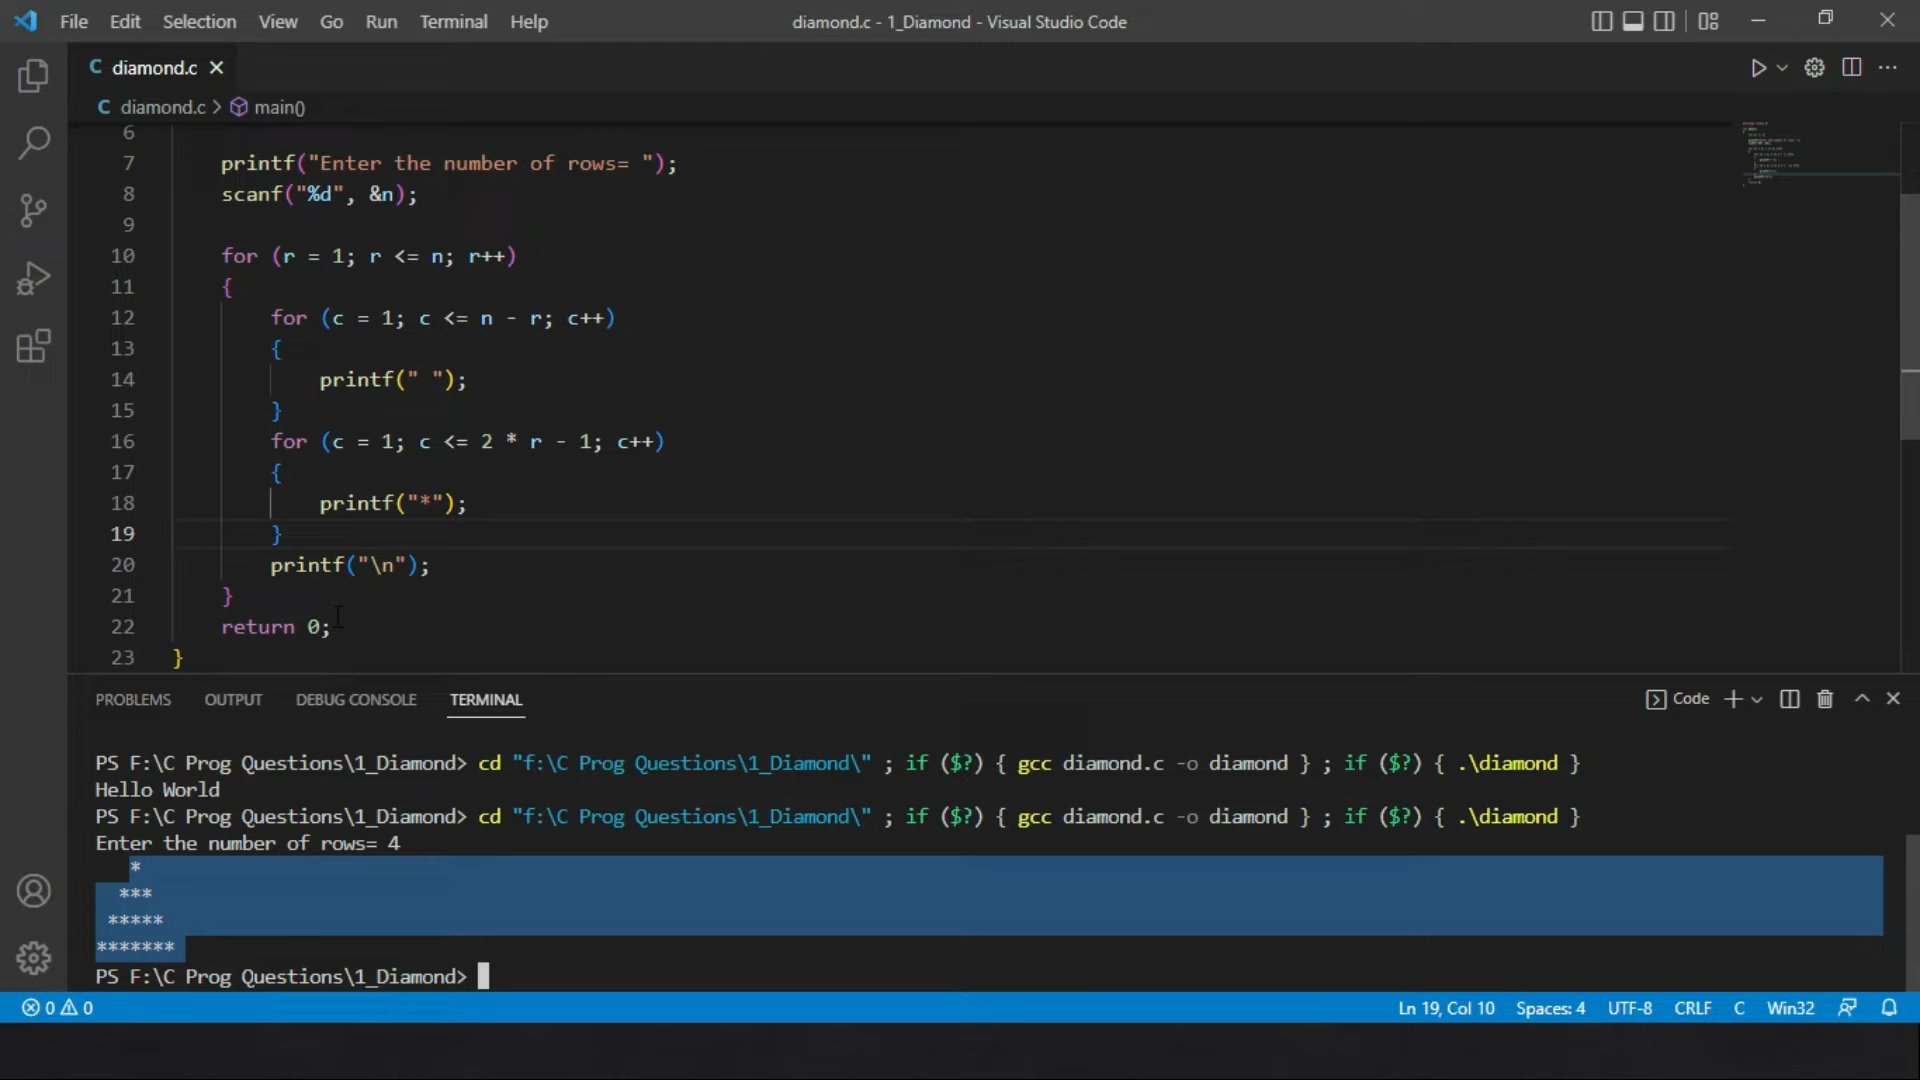 File Edit Selection View Go Run Terminal Help diamond.c - 1_Diamond - Visual Studio Code
C diamond.c
C diamond.c > main()
6
7 printf("Enter the number of rows= ");
8 scanf("%d", &n);
9
10 for (r = 1; r <= n; r++)
11 {
12 for (c = 1; c <= n - r; c++)
13 {
14 printf(" ");
15 }
16 for (c = 1; c <= 2 * r - 1; c++)
17 {
18 printf("*");
19 }
20 printf("\n");
21 }
22 return 0;
23 }
PROBLEMS OUTPUT DEBUG CONSOLE TERMINAL Code
PS F:\C Prog Questions\1_Diamond> cd "f:\C Prog Questions\1_Diamond\" ; if ($?) { gcc diamond.c -o diamond } ; if ($?) { .\diamond }
Hello World
PS F:\C Prog Questions\1_Diamond> cd "f:\C Prog Questions\1_Diamond\" ; if ($?) { gcc diamond.c -o diamond } ; if ($?) { .\diamond }
Enter the number of rows= 4
   *
  ***
 *****
*******
PS F:\C Prog Questions\1_Diamond>
0 0 Ln 19, Col 10 Spaces: 4 UTF-8 CRLF C Win32